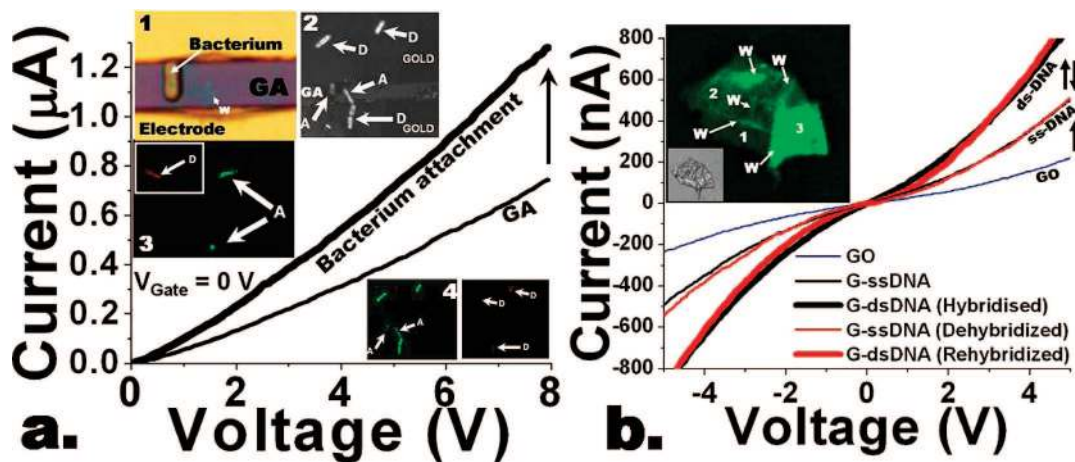 1
Bacterium
GA
w
Electrode
2
D
D
GOLD
GA
A
A
D
GOLD
D
A
3
V_Gate = 0 V
Bacterium attachment
GA
4
A
A
D
D
D
Current (µA)
1.2
1.0
0.8
0.6
0.4
0.2
0.0
0
2
4
6
8
Voltage (V)
a.
w
w
2
w
w
1
3
w
ds-DNA
ss-DNA
GO
GO
G-ssDNA
G-dsDNA (Hybridised)
G-ssDNA (Dehybridized)
G-dsDNA (Rehybridized)
Current (nA)
800
600
400
200
0
-200
-400
-600
-800
-4
-2
0
2
4
Voltage (V)
b.